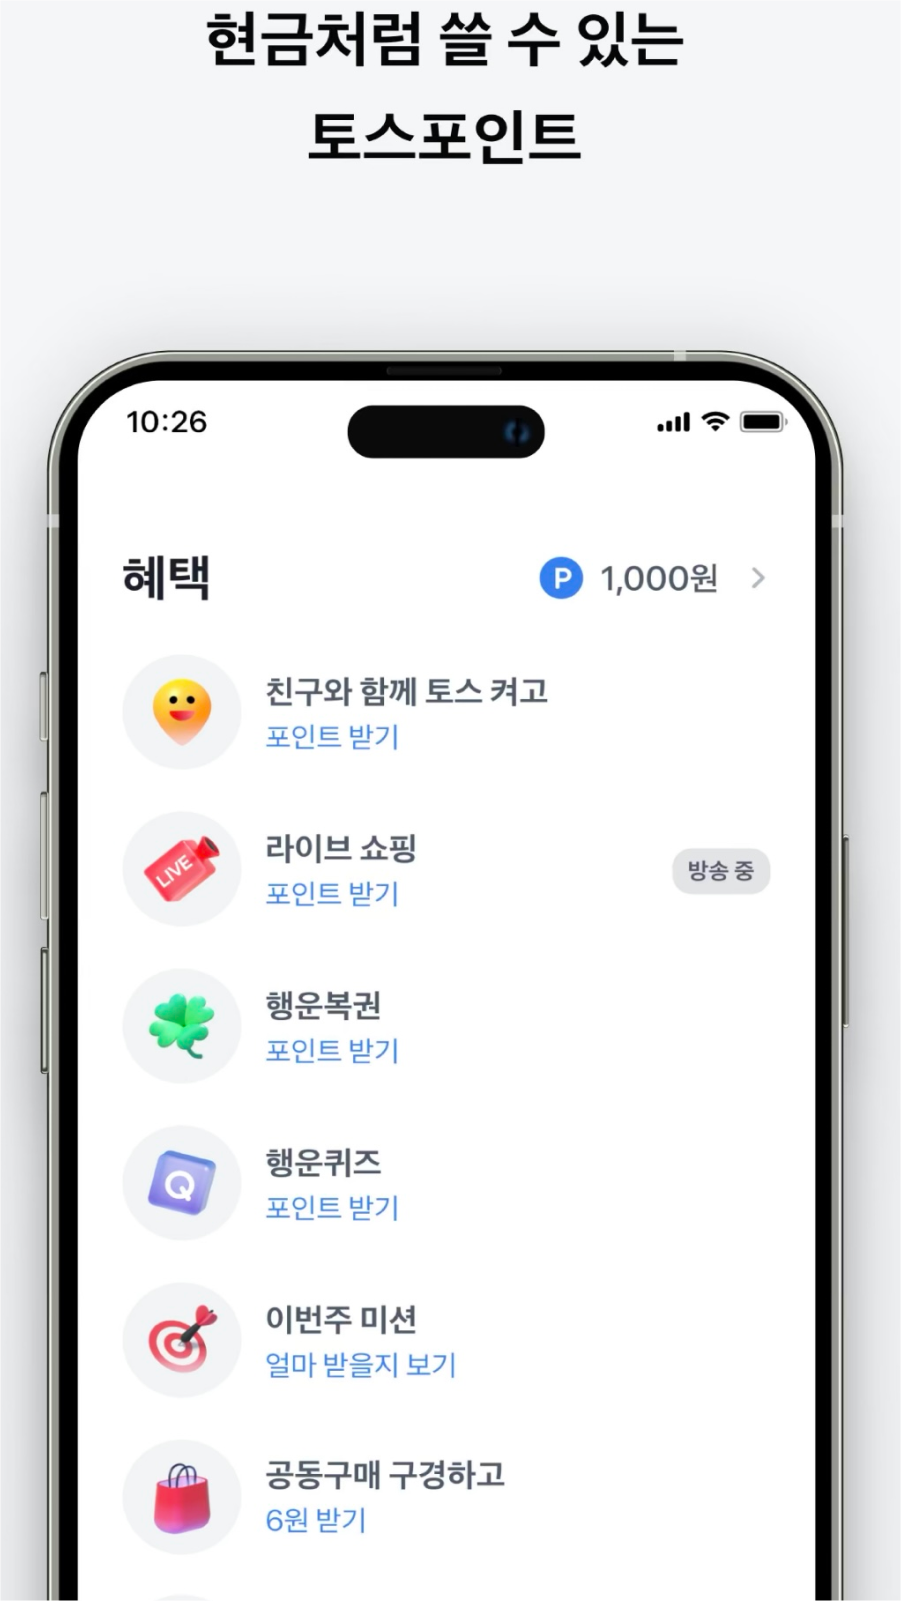 현금처럼 쓸 수 있는
토스포인트
10:26
혜택
P 1,000원
친구와 함께 토스 켜고
포인트 받기
LIVE
라이브 쇼핑
포인트 받기
방송 중
행운복권
포인트 받기
Q
행운퀴즈
포인트 받기
이번주 미션
얼마 받을지 보기
공동구매 구경하고
6원 받기